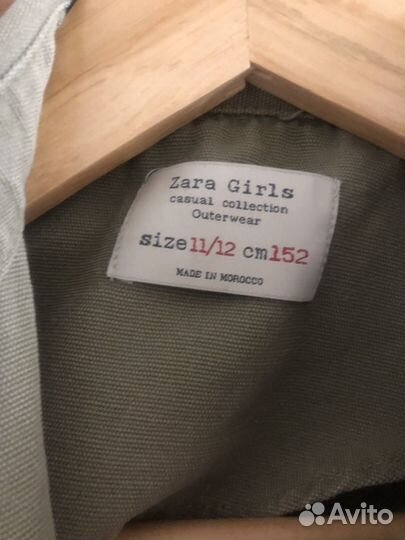 Zara Girls
casual collection
Outerwear
size 11/12 cm 152
MADE IN MOROCCO
Avito